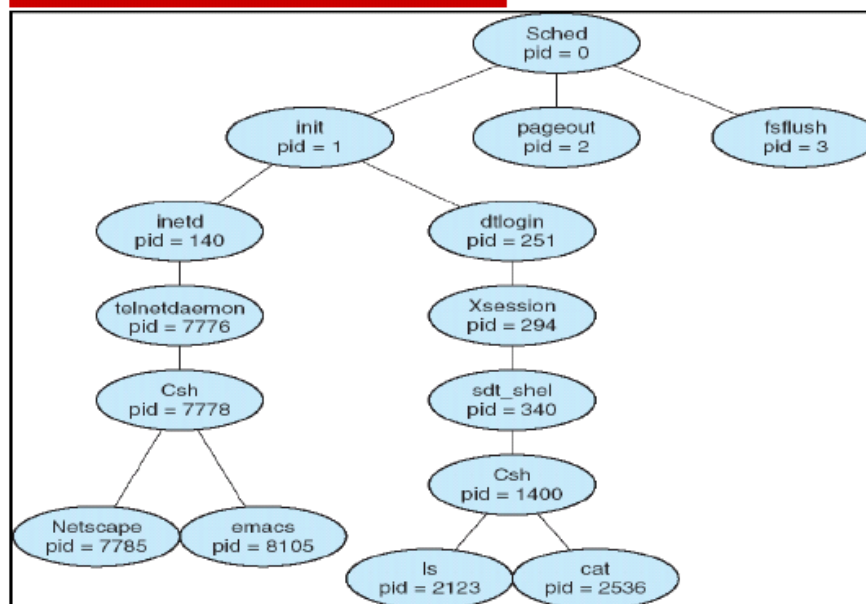 Sched
pid = 0
init
pid = 1
pageout
pid = 2
fsflush
pid = 3
inetd
pid = 140
dtlogin
pid = 251
telnetdaemon
pid = 7776
Xsession
pid = 294
Csh
pid = 7778
sdt_shel
pid = 340
Csh
pid = 1400
Netscape
pid = 7785
emacs
pid = 8105
ls
pid = 2123
cat
pid = 2536